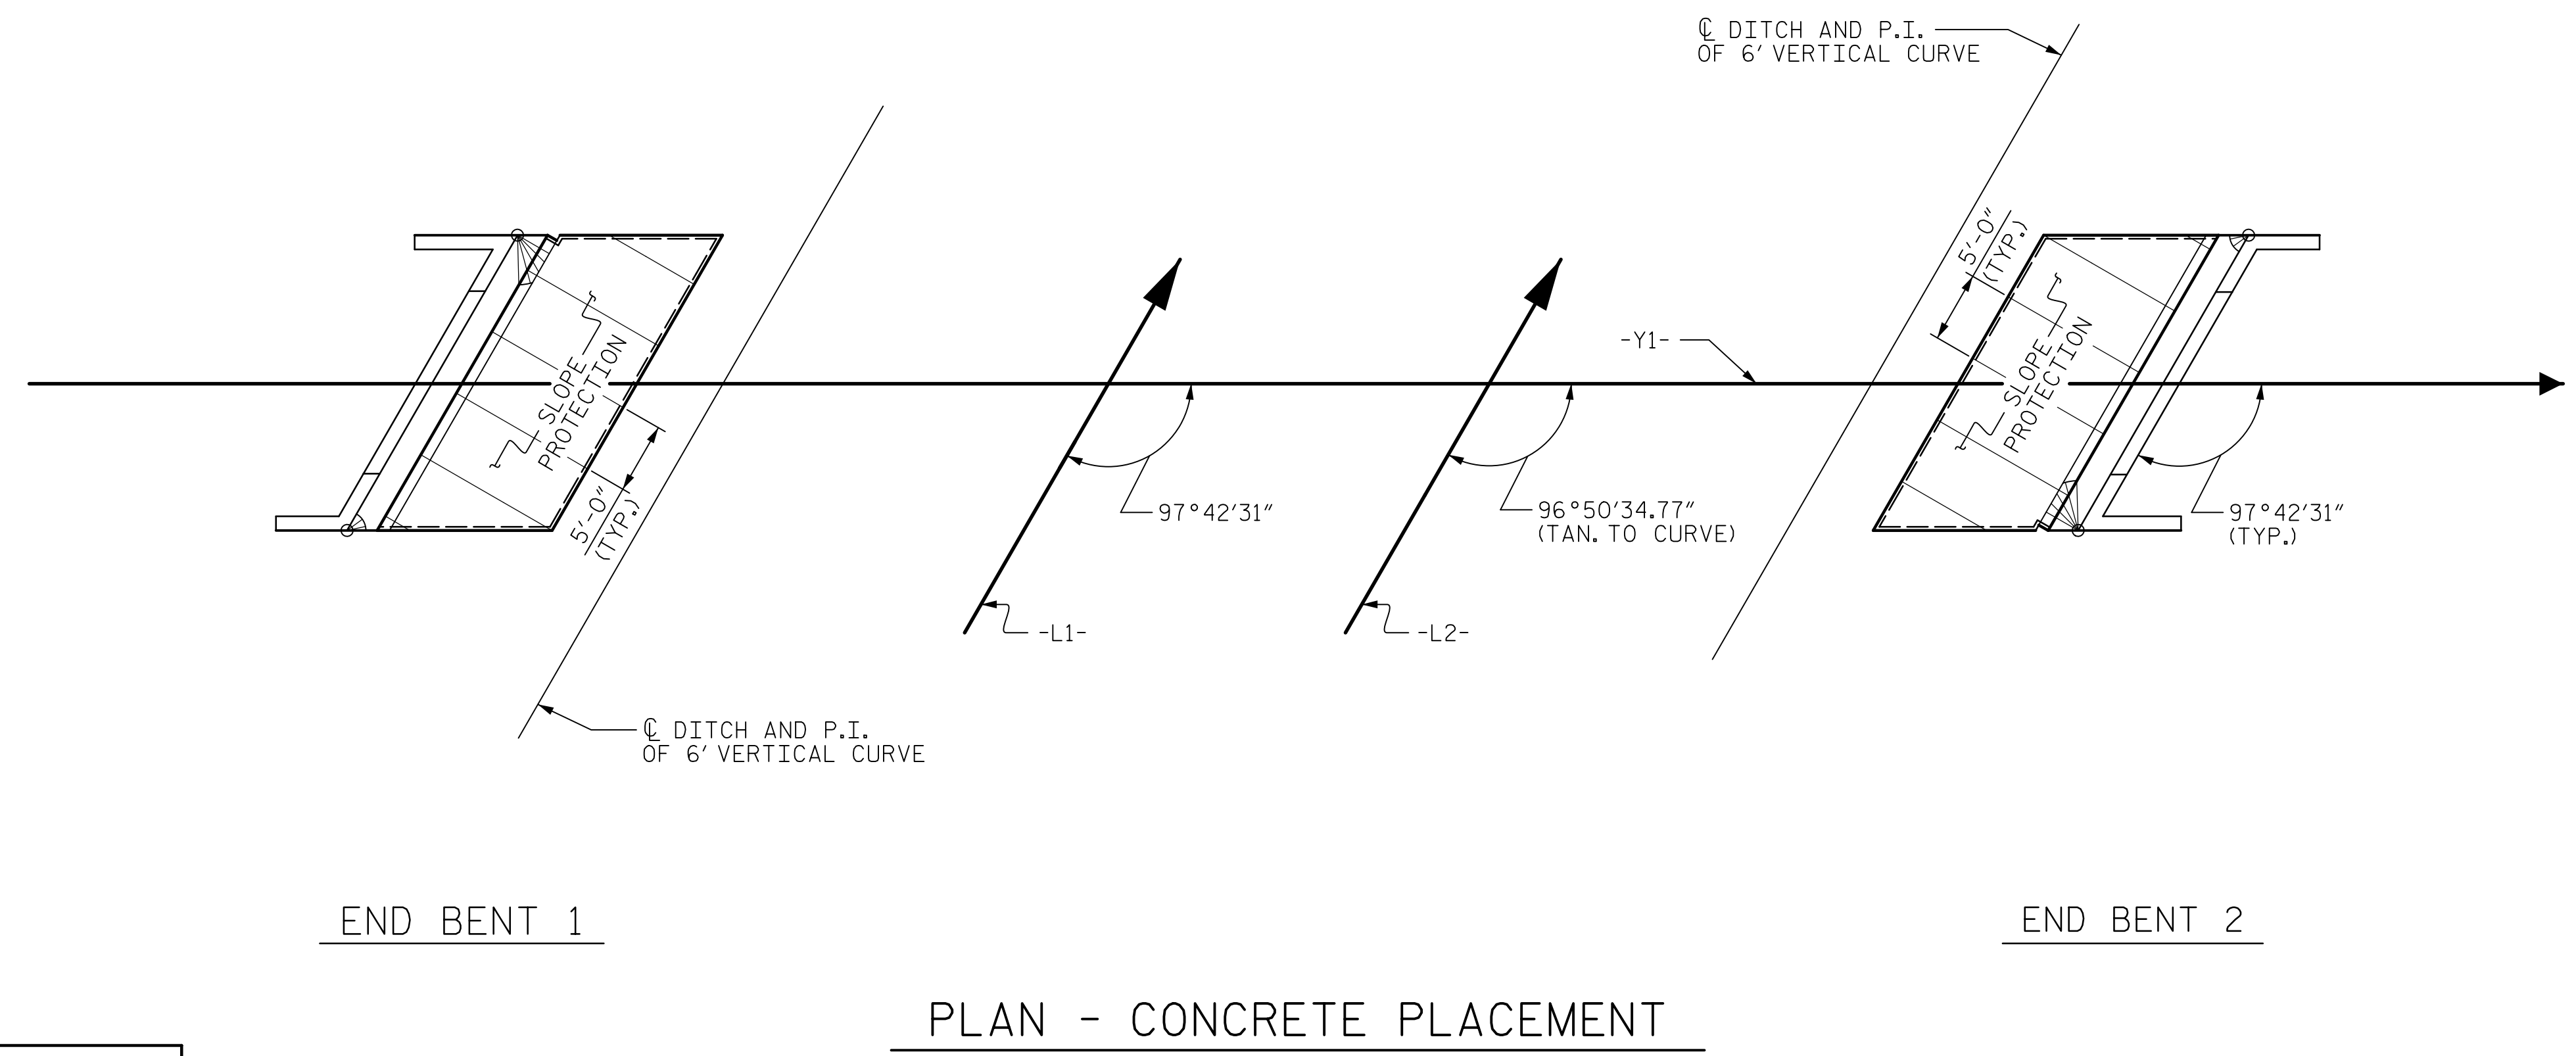 ℄ DITCH AND P.I.
OF 6' VERTICAL CURVE
5'-0"
(TYP.)
-Y1-
SLOPE
PROTECTION
SLOPE
PROTECTION
5'-0"
(TYP.)
97°42'31"
96°50'34.77"
(TAN. TO CURVE)
97°42'31"
(TYP.)
-L1-
-L2-
℄ DITCH AND P.I.
OF 6' VERTICAL CURVE
END BENT 1
END BENT 2
PLAN - CONCRETE PLACEMENT